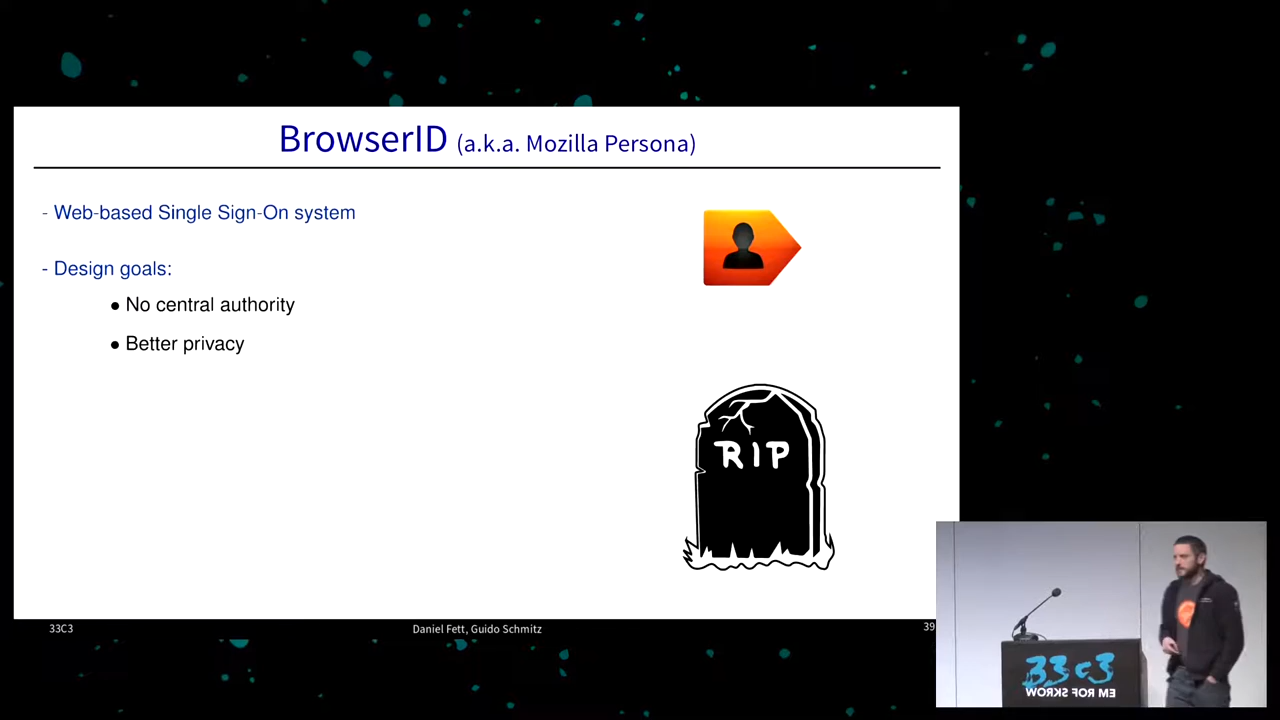 BrowserID (a.k.a. Mozilla Persona)
- Web-based Single Sign-On system
- Design goals:
● No central authority
● Better privacy
RIP
33C3
Daniel Fett, Guido Schmitz
39
33C3
WORKS FOR ME